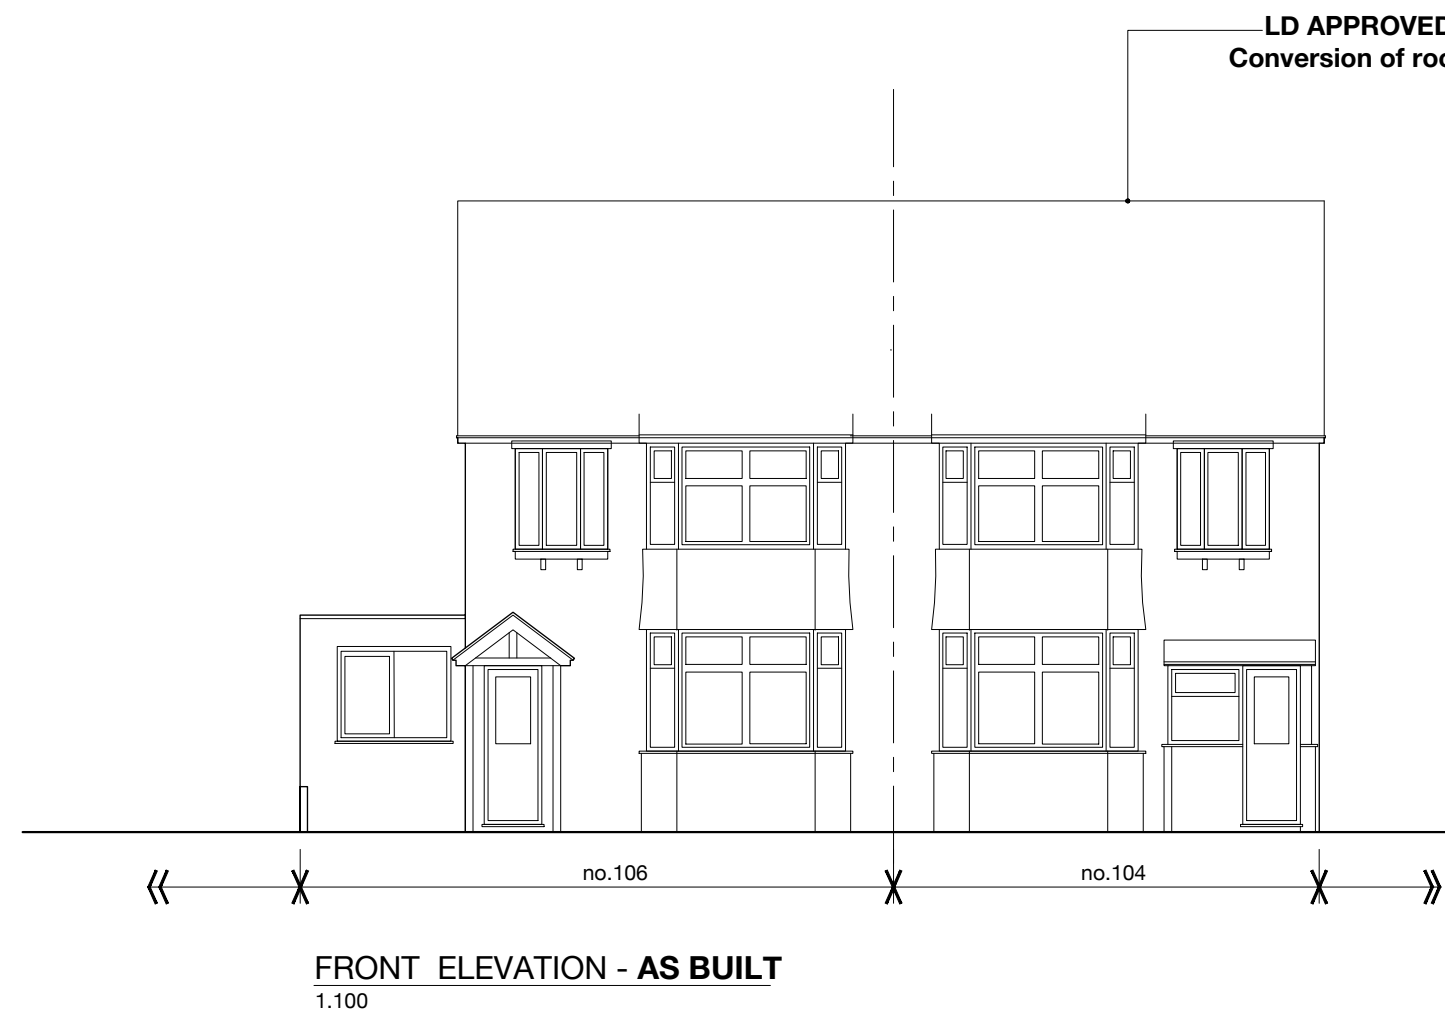 LD APPROVED
Conversion of roo
no.106
no.104
FRONT ELEVATION - AS BUILT
1.100